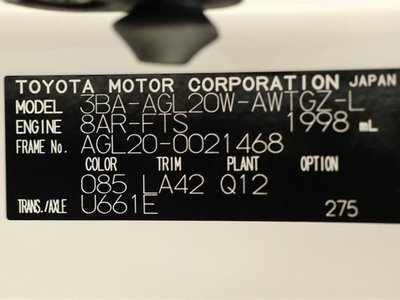 TOYOTA MOTOR CORPORATION JAPAN
MODEL 3BA-AGL20W-AWTGZ-L
ENGINE 8AR-FTS 1998 mL
FRAME No. AGL20-0021468
COLOR TRIM PLANT OPTION
085 LA42 Q12
TRANS./AXLE U661E 275